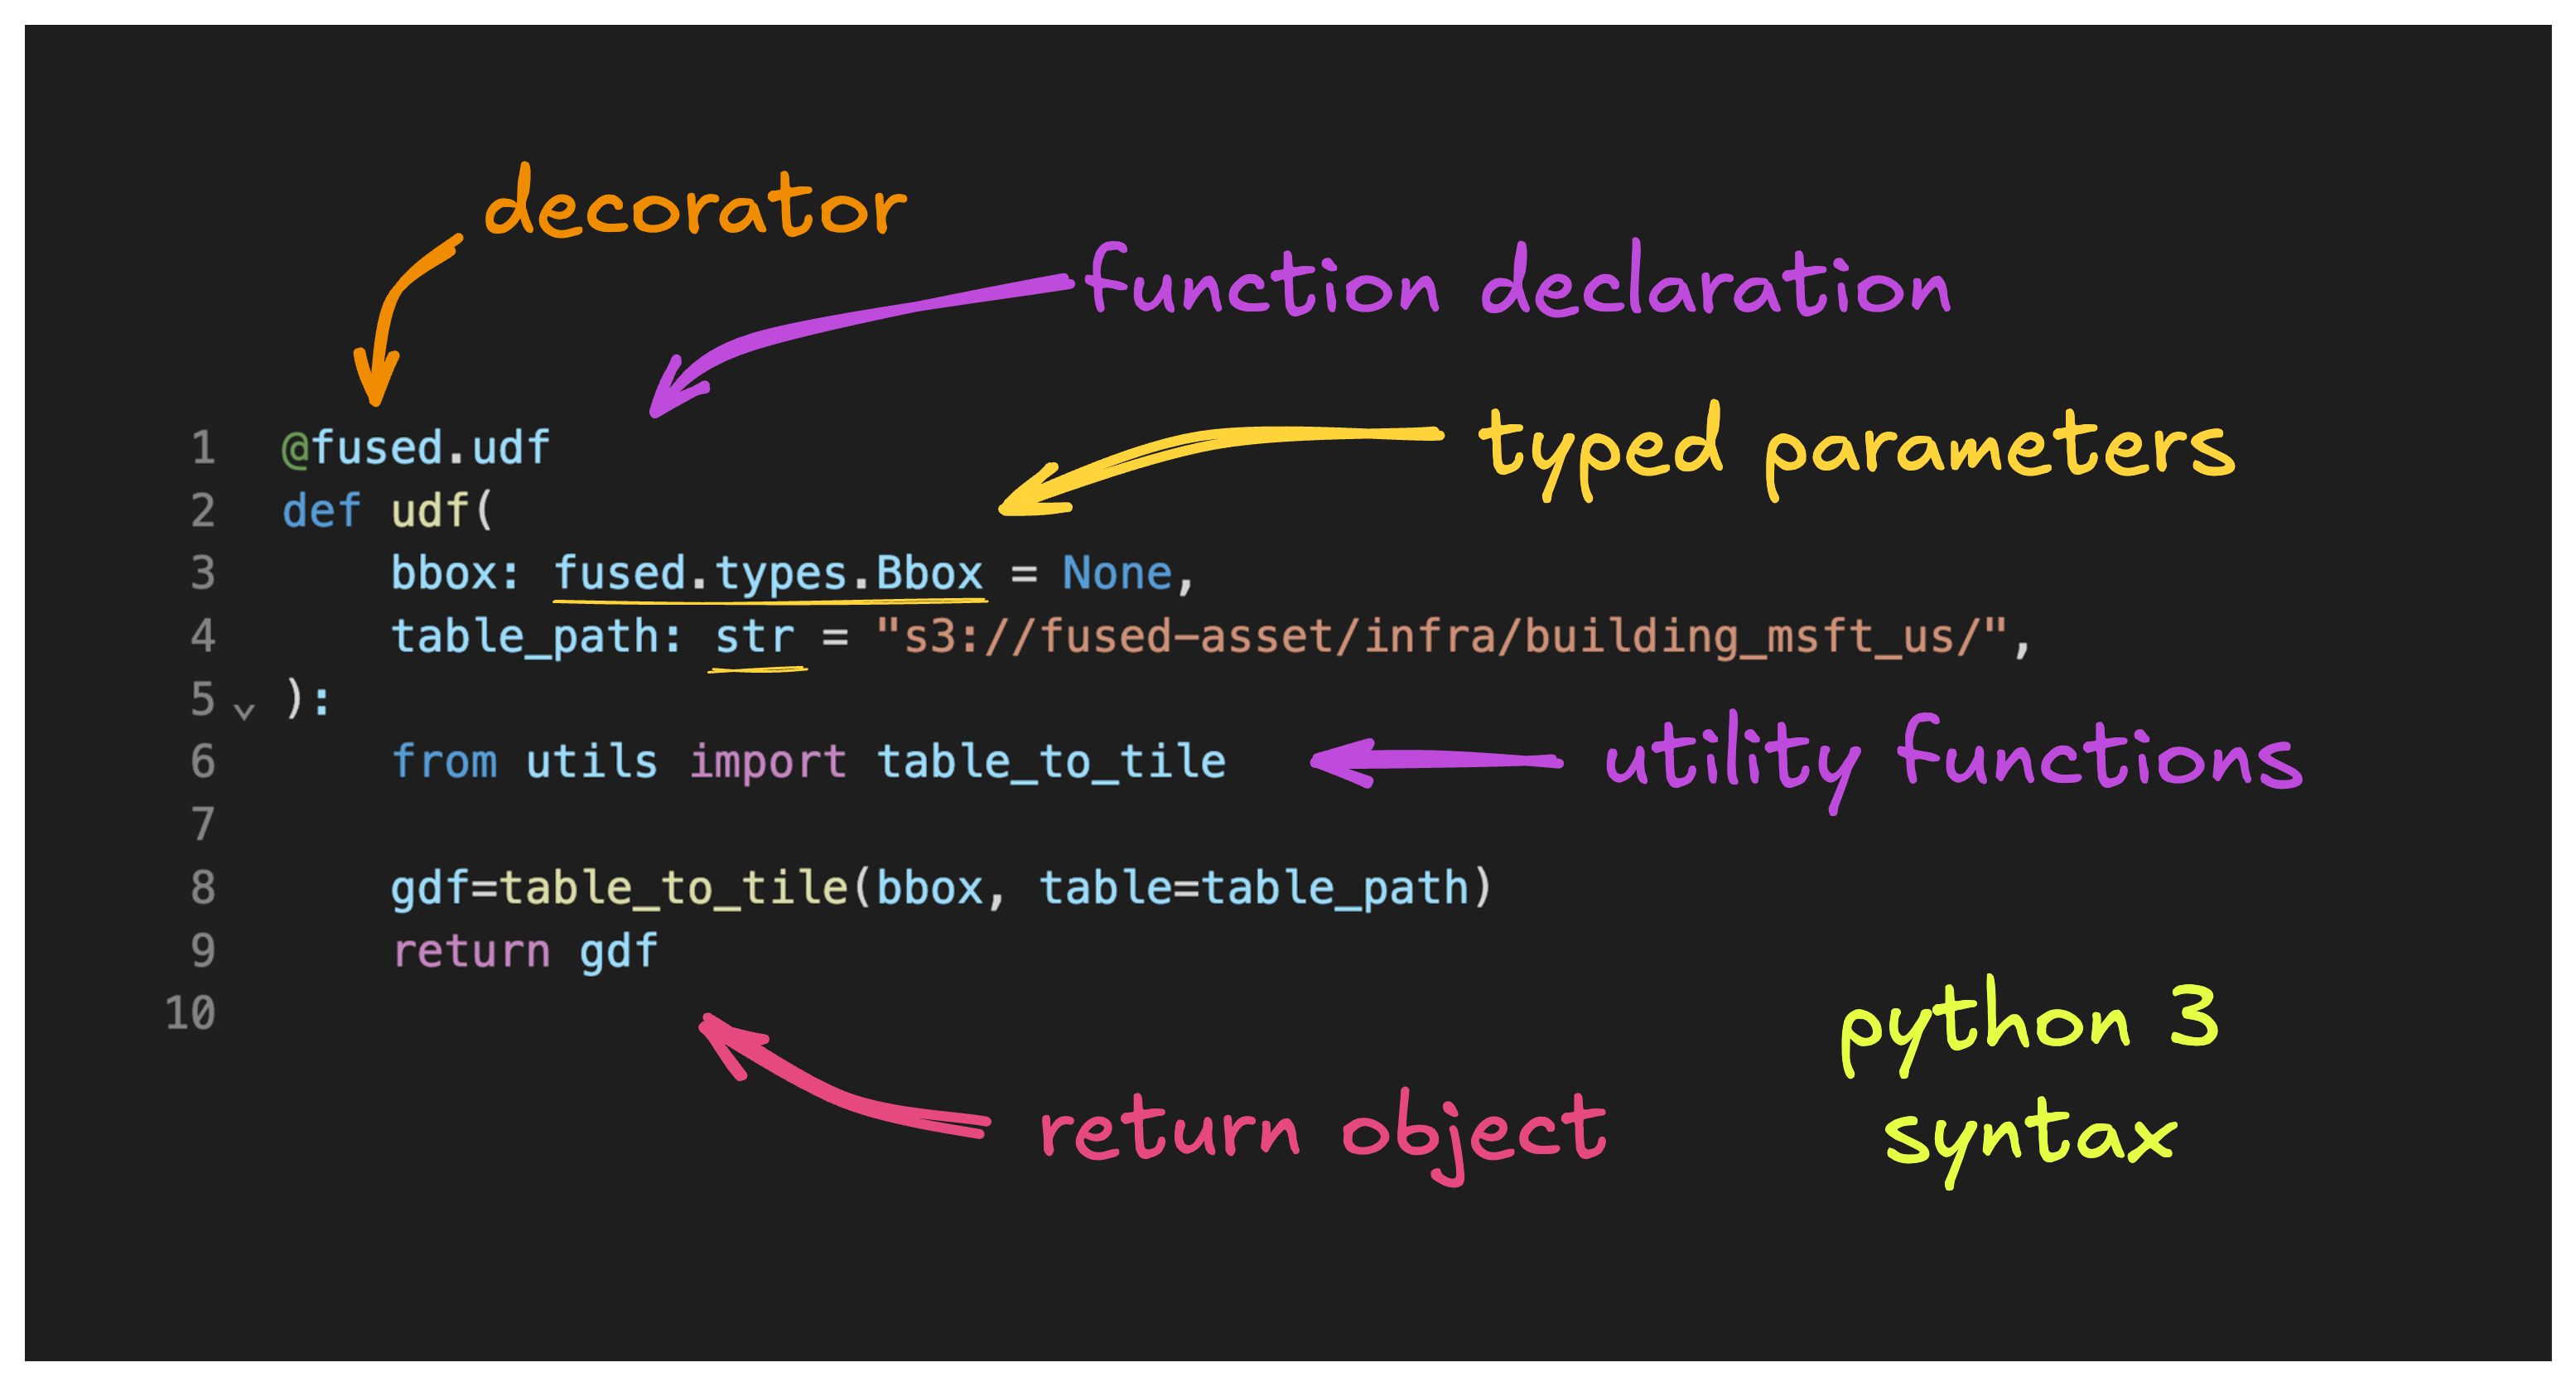 decorator
function declaration
typed parameters
1 @fused.udf
2 def udf(
3     bbox: fused.types.Bbox = None,
4     table_path: str = "s3://fused-asset/infra/building_msft_us/",
5 ):
6     from utils import table_to_tile
utility functions
7
8     gdf=table_to_tile(bbox, table=table_path)
9     return gdf
10
python 3
syntax
return object